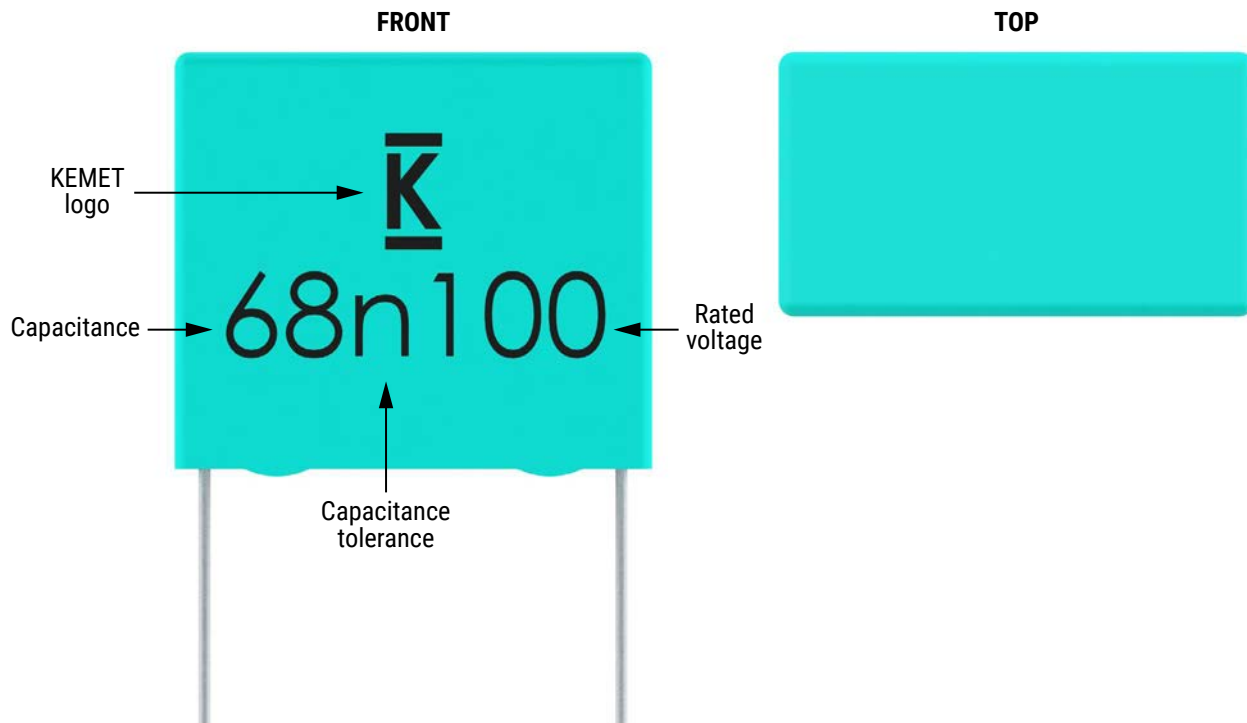 FRONT
TOP
KEMET
logo
K
Capacitance
68n100
Rated
voltage
Capacitance
tolerance